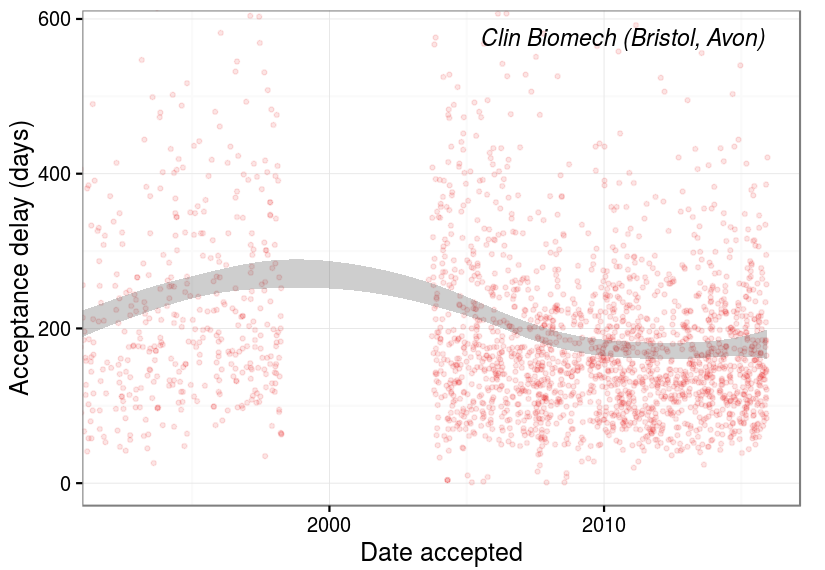 Clin Biomech (Bristol, Avon)
Acceptance delay (days)
600
400
200
0
2000
2010
Date accepted